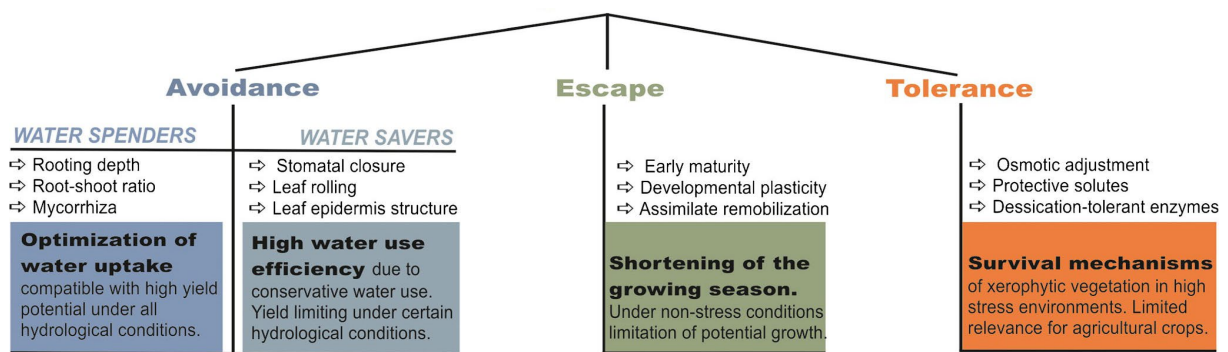 Avoidance
Escape
Tolerance
WATER SPENDERS
⇨ Rooting depth
⇨ Root-shoot ratio
⇨ Mycorrhiza
Optimization of
water uptake
compatible with high yield
potential under all
hydrological conditions.
WATER SAVERS
⇨ Stomatal closure
⇨ Leaf rolling
⇨ Leaf epidermis structure
High water use
efficiency due to
conservative water use.
Yield limiting under certain
hydrological conditions.
⇨ Early maturity
⇨ Developmental plasticity
⇨ Assimilate remobilization
Shortening of the
growing season.
Under non-stress conditions
limitation of potential growth.
⇨ Osmotic adjustment
⇨ Protective solutes
⇨ Dessication-tolerant enzymes
Survival mechanisms
of xerophytic vegetation in high
stress environments. Limited
relevance for agricultural crops.